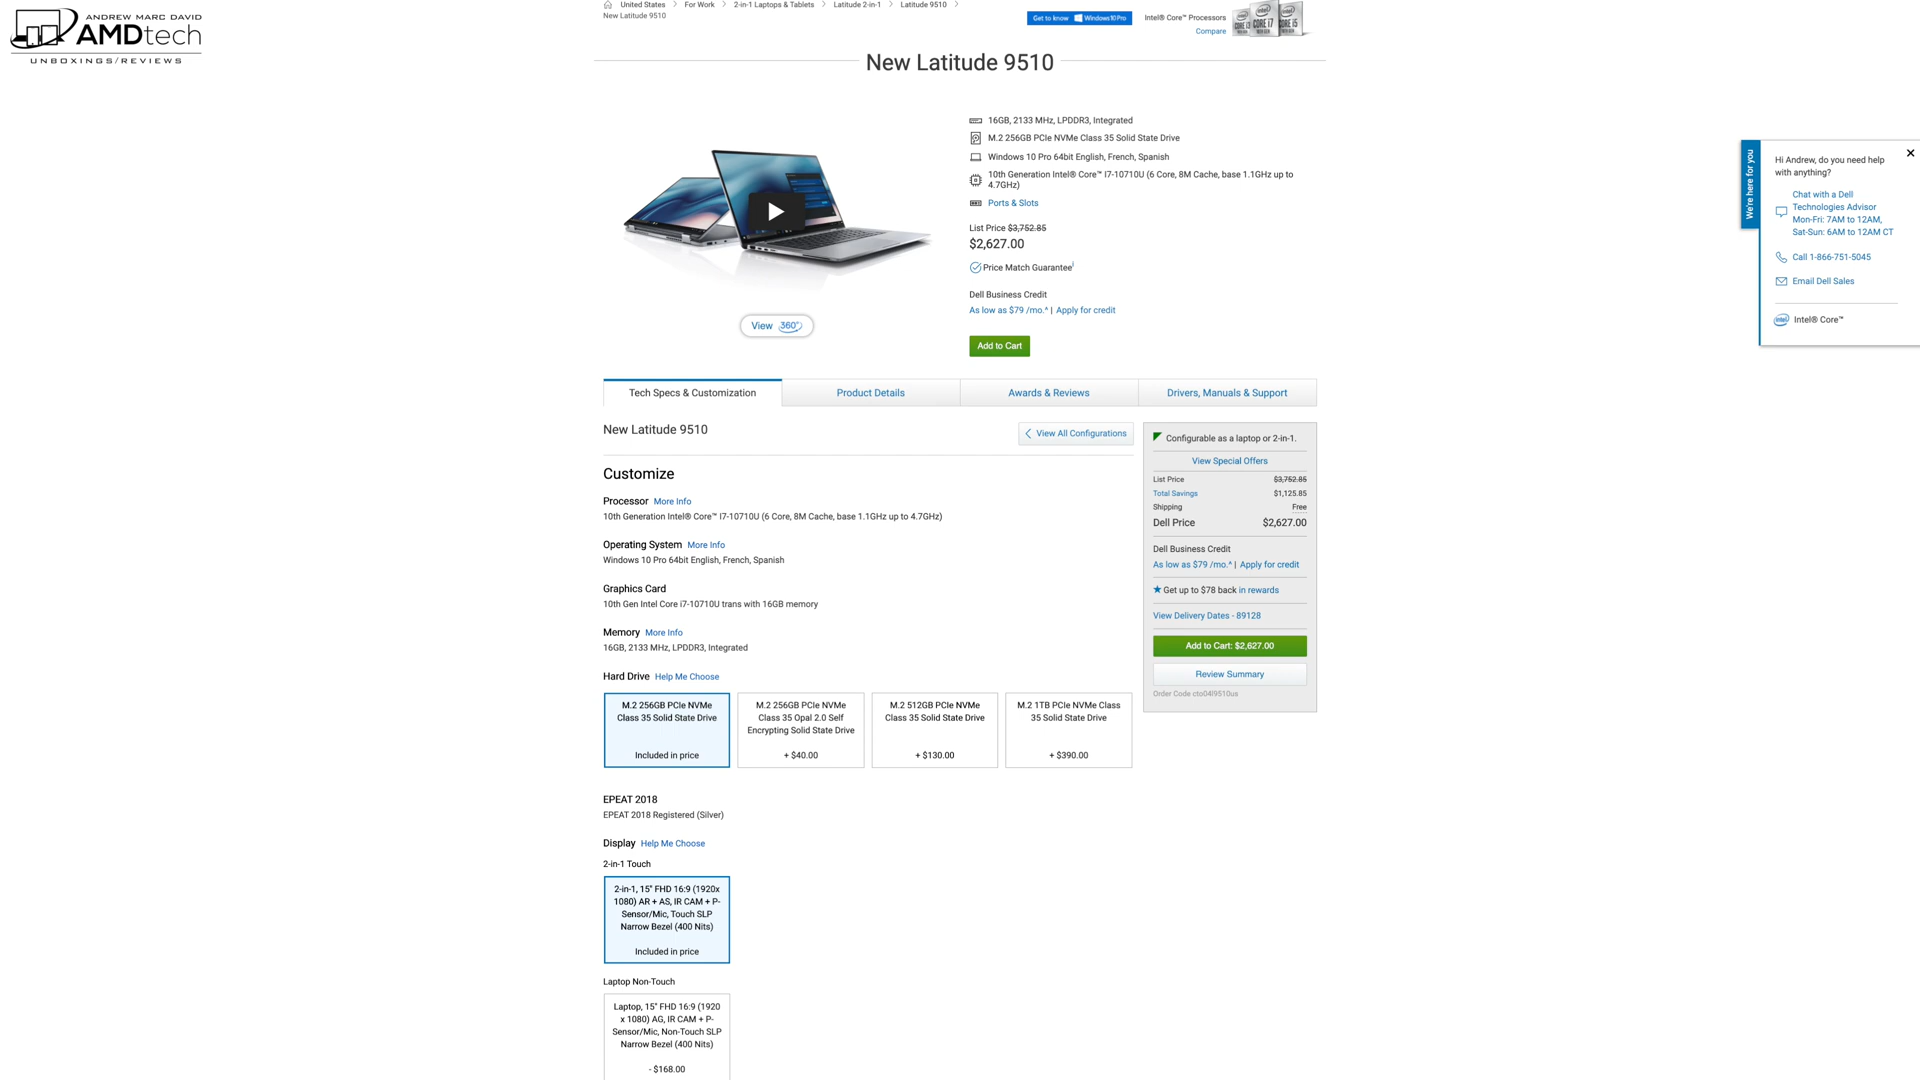 ANDREW MARC DAVID
AMDtech
UNBOXINGS/REVIEWS
United States
For Work
2-in-1 Laptops & Tablets
Latitude 2-in-1
Latitude 9510
New Latitude 9510
Get to know Windows10Pro
Intel® Core™ Processors
Compare
New Latitude 9510
16GB, 2133 MHz, LPDDR3, Integrated
M.2 256GB PCIe NVMe Class 35 Solid State Drive
Windows 10 Pro 64bit English, French, Spanish
10th Generation Intel® Core™ I7-10710U (6 Core, 8M Cache, base 1.1GHz up to
4.7GHz)
Ports & Slots
List Price $3,752.85
$2,627.00
Price Match Guarantee
Dell Business Credit
As low as $79 /mo.^ | Apply for credit
View 360°
Add to Cart
We're here for you
Hi Andrew, do you need help
with anything?
Chat with a Dell
Technologies Advisor
Mon-Fri: 7AM to 12AM,
Sat-Sun: 6AM to 12AM CT
Call 1-866-751-5045
Email Dell Sales
Intel® Core™
Tech Specs & Customization
Product Details
Awards & Reviews
Drivers, Manuals & Support
New Latitude 9510
View All Configurations
Customize
Processor More Info
10th Generation Intel® Core™ I7-10710U (6 Core, 8M Cache, base 1.1GHz up to 4.7GHz)
Operating System More Info
Windows 10 Pro 64bit English, French, Spanish
Graphics Card
10th Gen Intel Core i7-10710U trans with 16GB memory
Memory More Info
16GB, 2133 MHz, LPDDR3, Integrated
Hard Drive Help Me Choose
M.2 256GB PCIe NVMe
Class 35 Solid State Drive
Included in price
M.2 256GB PCIe NVMe
Class 35 Opal 2.0 Self
Encrypting Solid State Drive
+ $40.00
M.2 512GB PCIe NVMe
Class 35 Solid State Drive
+ $130.00
M.2 1TB PCIe NVMe Class
35 Solid State Drive
+ $390.00
EPEAT 2018
EPEAT 2018 Registered (Silver)
Display Help Me Choose
2-in-1 Touch
2-in-1, 15" FHD 16:9 (1920x
1080) AR + AS, IR CAM + P-
Sensor/Mic, Touch SLP
Narrow Bezel (400 Nits)
Included in price
Laptop Non-Touch
Laptop, 15" FHD 16:9 (1920
x 1080) AG, IR CAM + P-
Sensor/Mic, Non-Touch SLP
Narrow Bezel (400 Nits)
- $168.00
Configurable as a laptop or 2-in-1.
View Special Offers
List Price $3,752.85
Total Savings $1,125.85
Shipping Free
Dell Price $2,627.00
Dell Business Credit
As low as $79 /mo.^ | Apply for credit
Get up to $78 back in rewards
View Delivery Dates - 89128
Add to Cart: $2,627.00
Review Summary
Order Code cto04l9510us